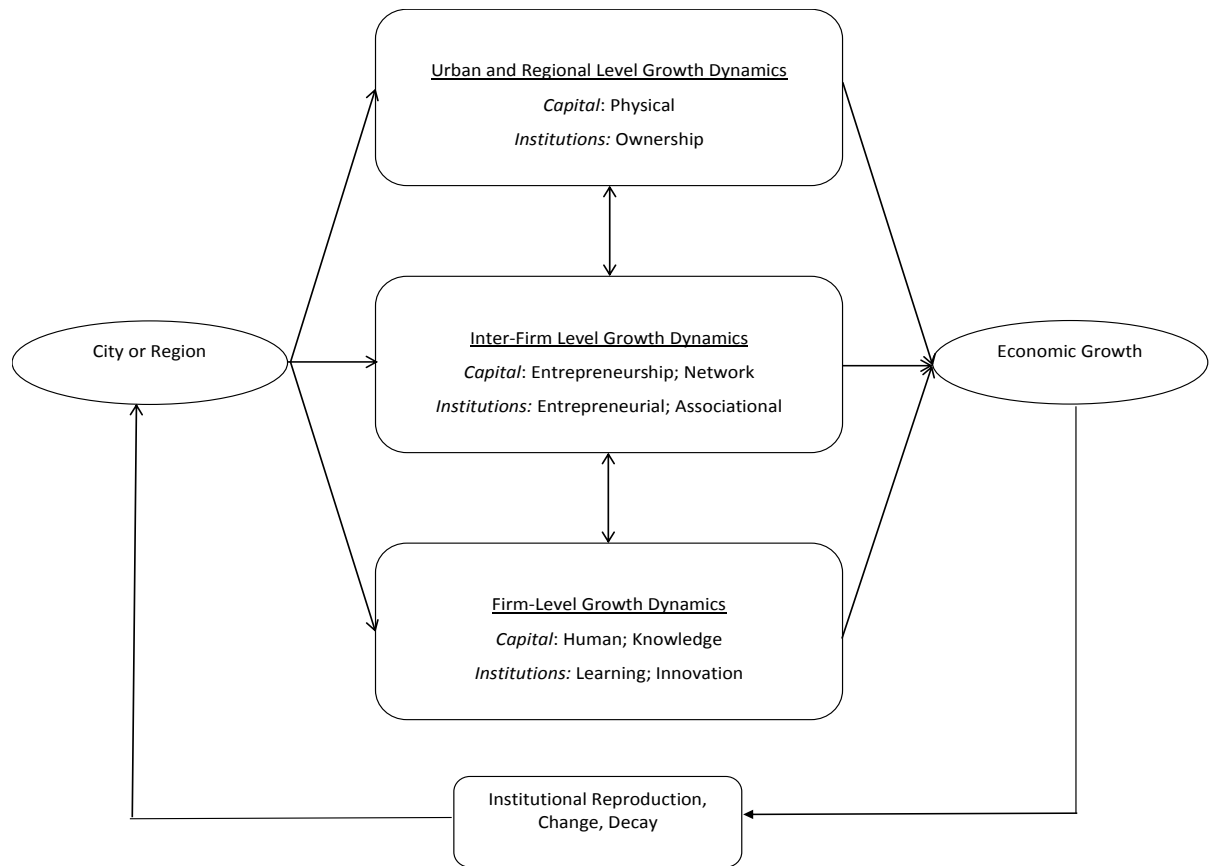 Urban and Regional Level Growth Dynamics
Capital: Physical
Institutions: Ownership
City or Region
Inter-Firm Level Growth Dynamics
Capital: Entrepreneurship; Network
Institutions: Entrepreneurial; Associational
Economic Growth
Firm-Level Growth Dynamics
Capital: Human; Knowledge
Institutions: Learning; Innovation
Institutional Reproduction,
Change, Decay